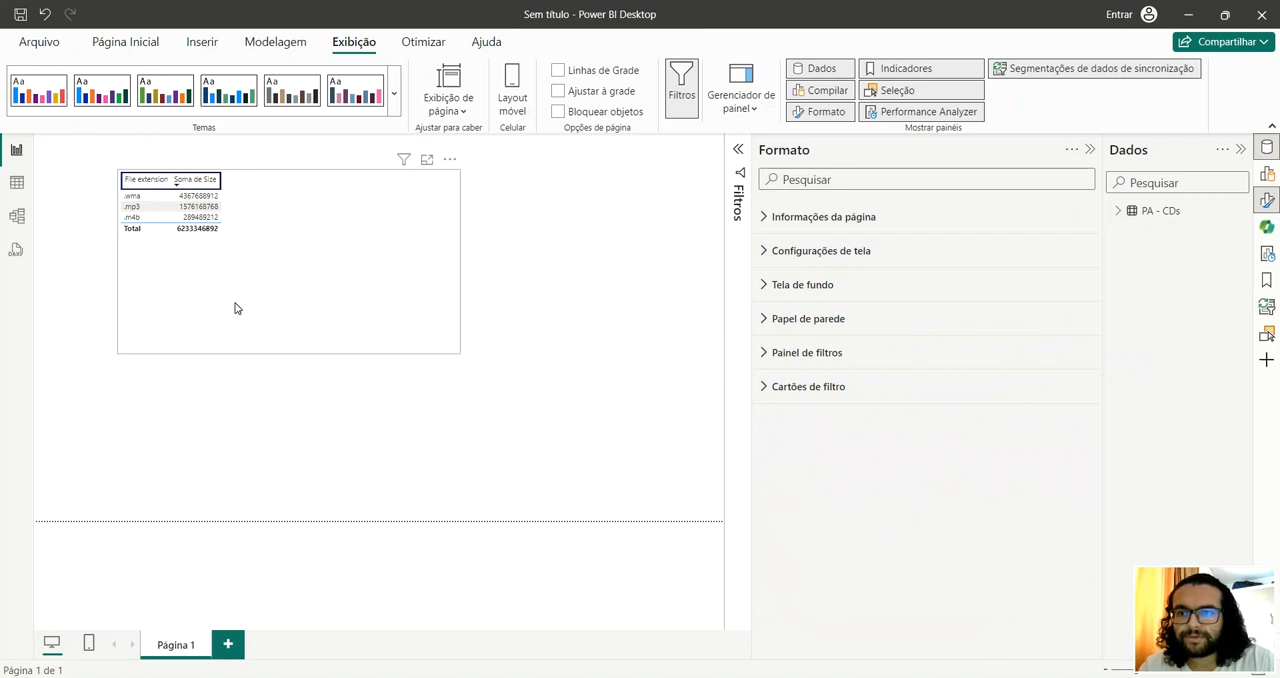 Sem título - Power BI Desktop
Entrar
Arquivo
Página Inicial
Inserir
Modelagem
Exibição
Otimizar
Ajuda
Compartilhar
Aa Aa Aa Aa Aa Aa
Temas
Exibição de
página
Ajustar para caber
Layout
móvel
Celular
Linhas de Grade
Ajustar à grade
Bloquear objetos
Opções de página
Filtros
Gerenciador de
painel
Dados
Compilar
Formato
Indicadores
Seleção
Performance Analyzer
Segmentações de dados de sincronização
Mostrar painéis
File extension Soma de Size
.wma 4367688912
.mp3 1576168768
.m4b 289489212
Total 6233346892
Filtros
Formato
Pesquisar
Informações da página
Configurações de tela
Tela de fundo
Papel de parede
Painel de filtros
Cartões de filtro
Dados
Pesquisar
PA - CDs
DAX
Página 1
Página 1 de 1